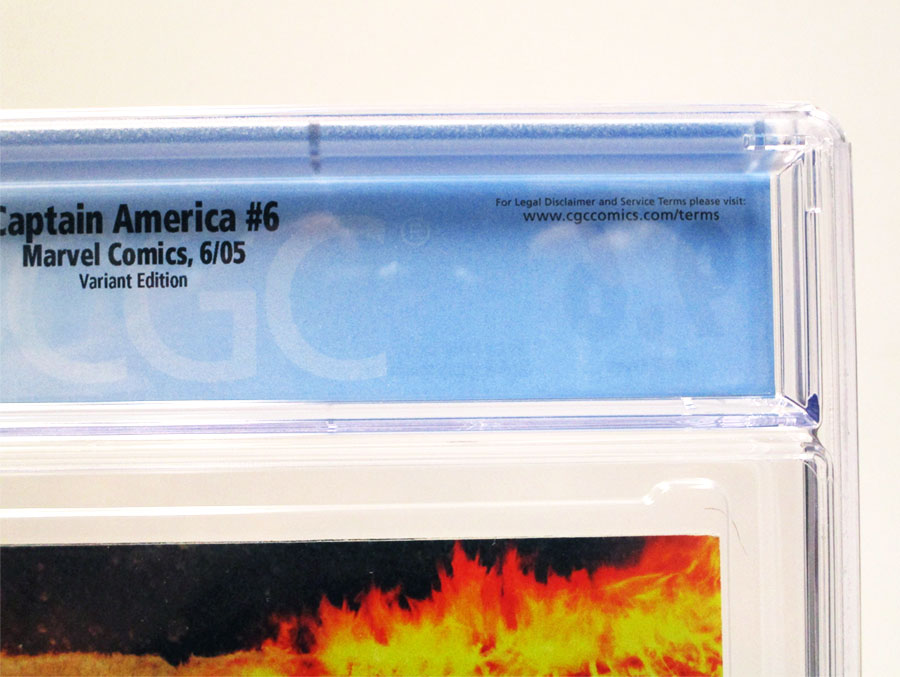 Captain America #6
Marvel Comics, 6/05
Variant Edition
For Legal Disclaimer and Service Terms please visit:
www.cgccomics.com/terms
CGC®